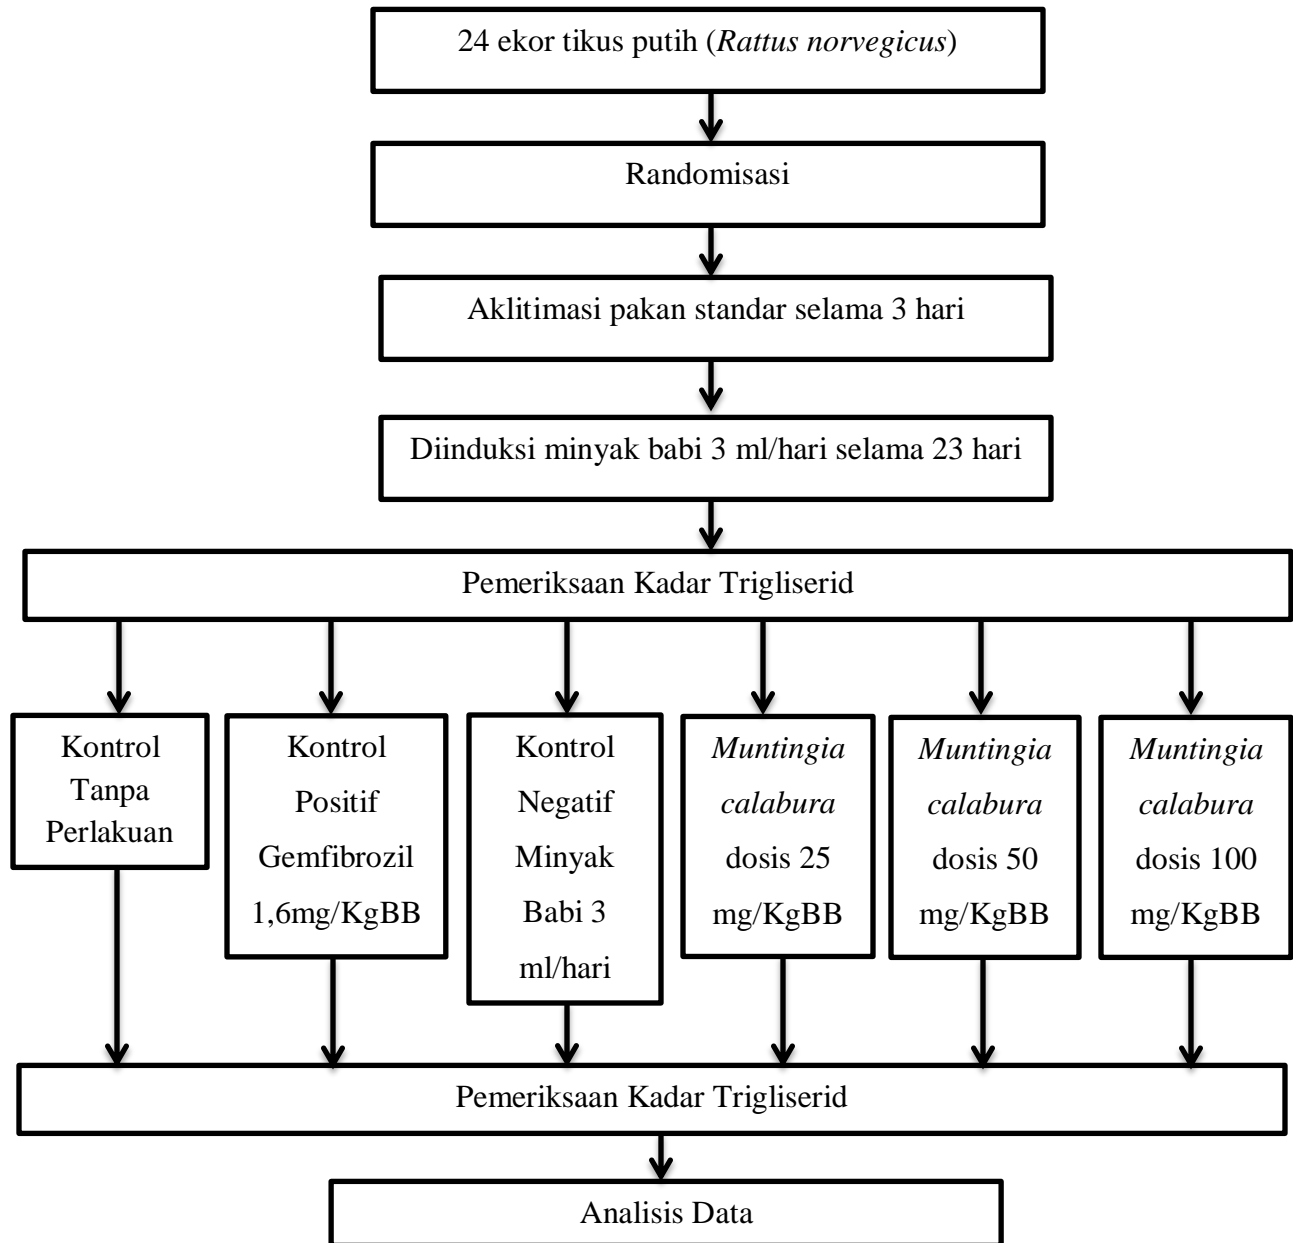 24 ekor tikus putih (Rattus norvegicus)
Randomisasi
Aklitimasi pakan standar selama 3 hari
Diinduksi minyak babi 3 ml/hari selama 23 hari
Pemeriksaan Kadar Trigliserid
Kontrol
Tanpa
Perlakuan
Kontrol
Positif
Gemfibrozil
1,6mg/KgBB
Kontrol
Negatif
Minyak
Babi 3
ml/hari
Muntingia
calabura
dosis 25
mg/KgBB
Muntingia
calabura
dosis 50
mg/KgBB
Muntingia
calabura
dosis 100
mg/KgBB
Pemeriksaan Kadar Trigliserid
Analisis Data